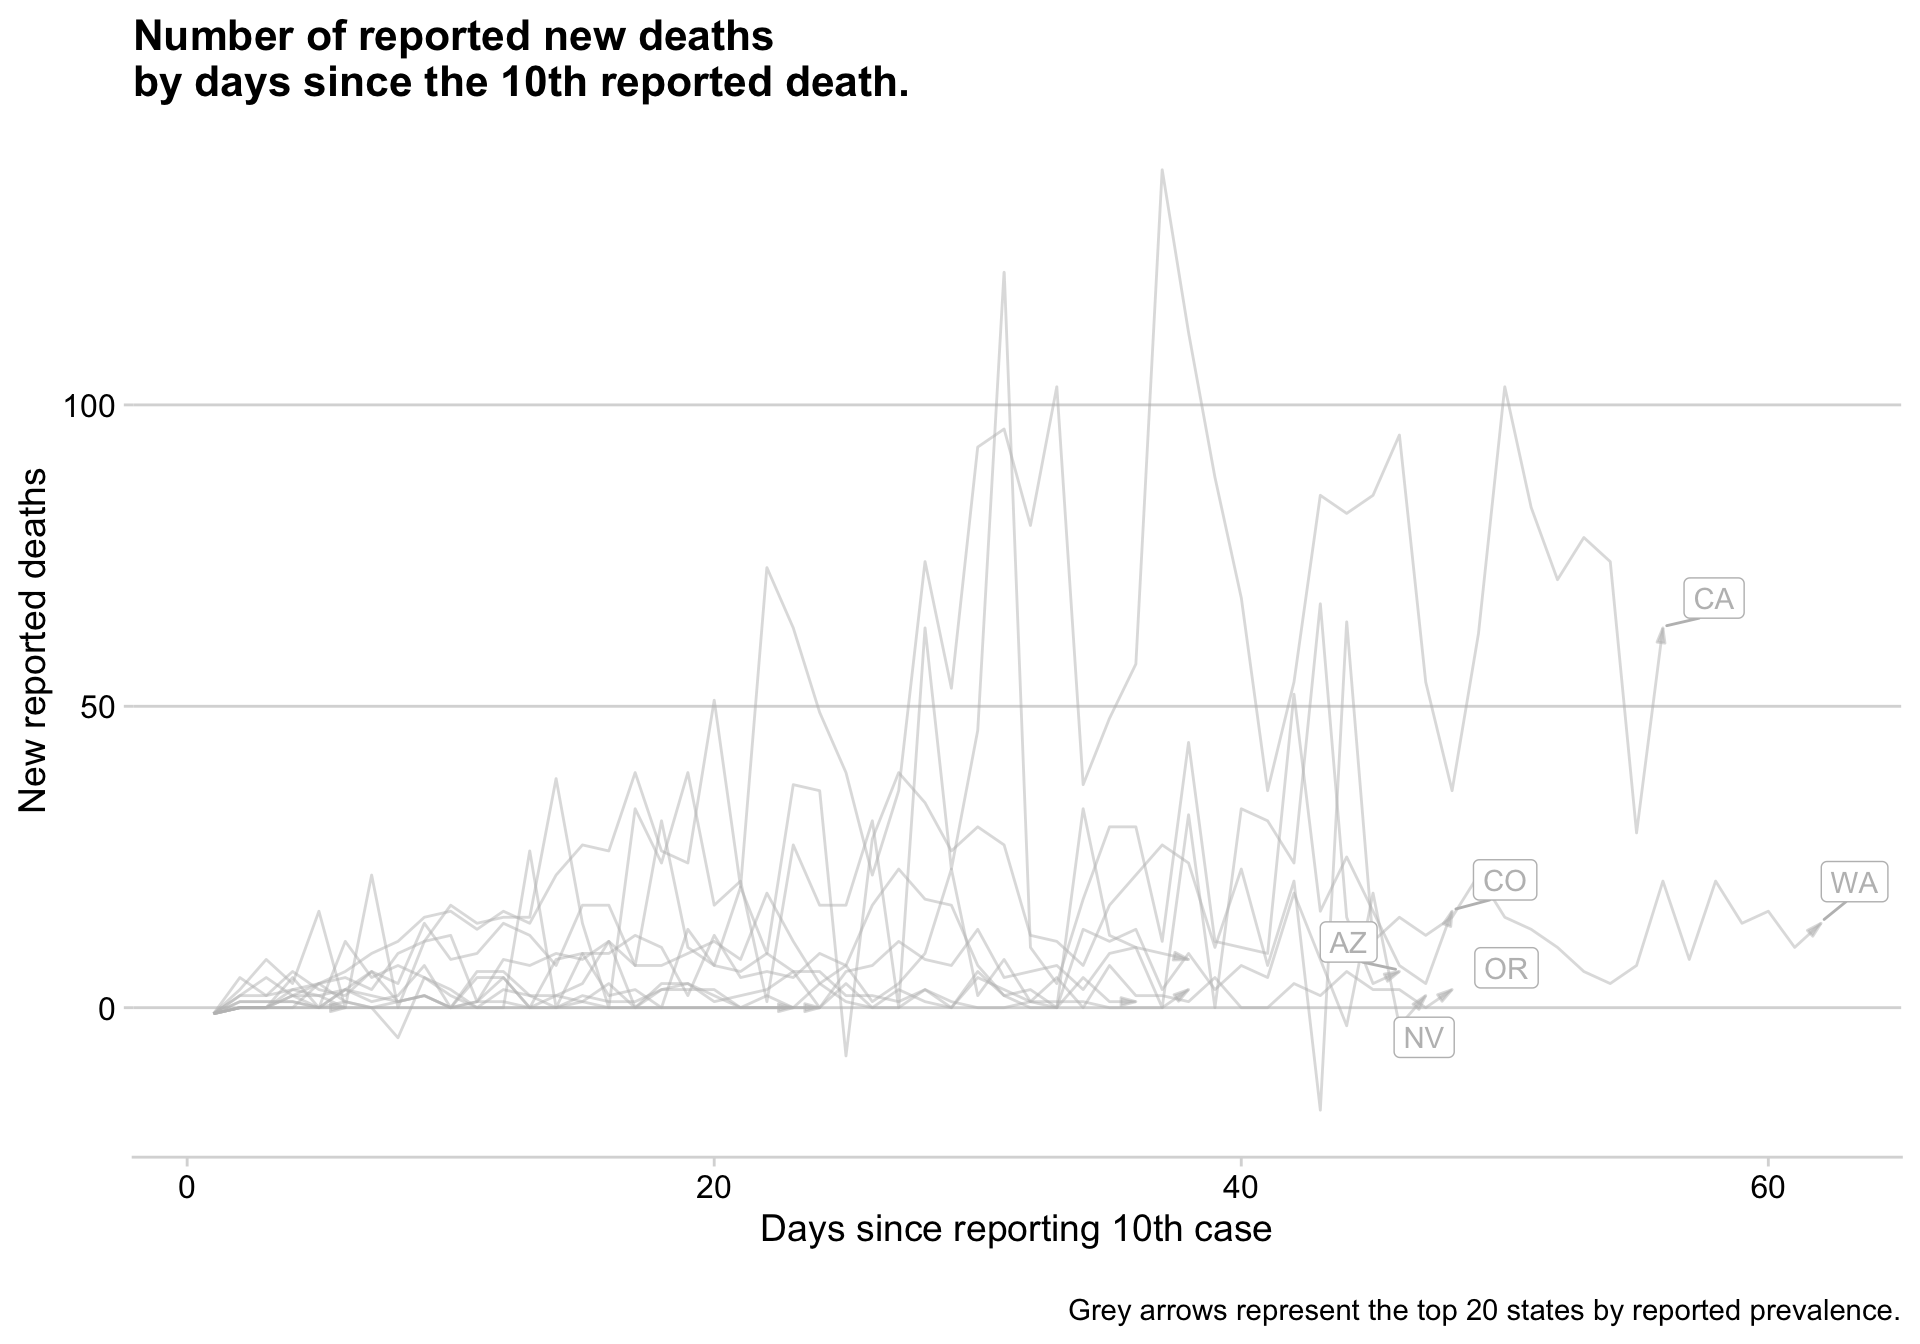 Number of reported new deaths
by days since the 10th reported death.
New reported deaths
100
50
0
CA
CO
WA
AZ
OR
NV
0 20 40 60
Days since reporting 10th case
Grey arrows represent the top 20 states by reported prevalence.